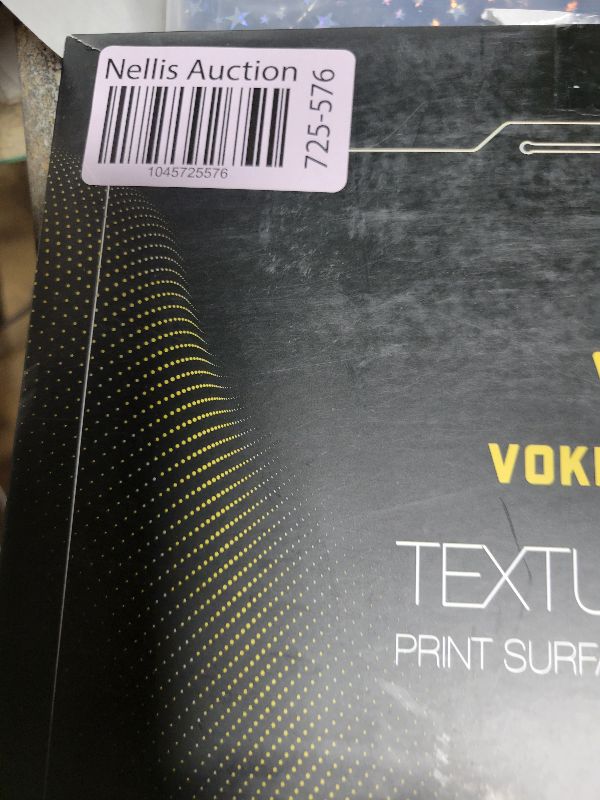 Nellis Auction
1045725576
725-576
VOK
TEXTU
PRINT SURFA